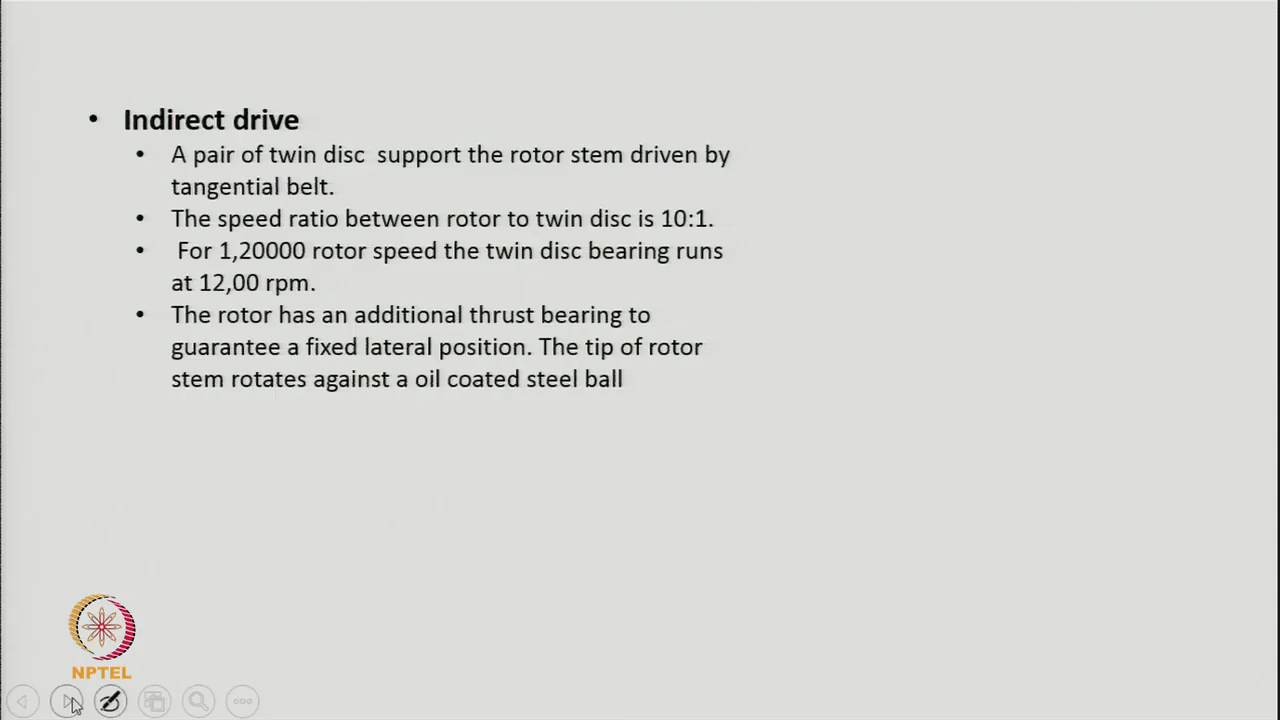 • Indirect drive
• A pair of twin disc support the rotor stem driven by
tangential belt.
• The speed ratio between rotor to twin disc is 10:1.
• For 1,20000 rotor speed the twin disc bearing runs
at 12,00 rpm.
• The rotor has an additional thrust bearing to
guarantee a fixed lateral position. The tip of rotor
stem rotates against a oil coated steel ball
NPTEL